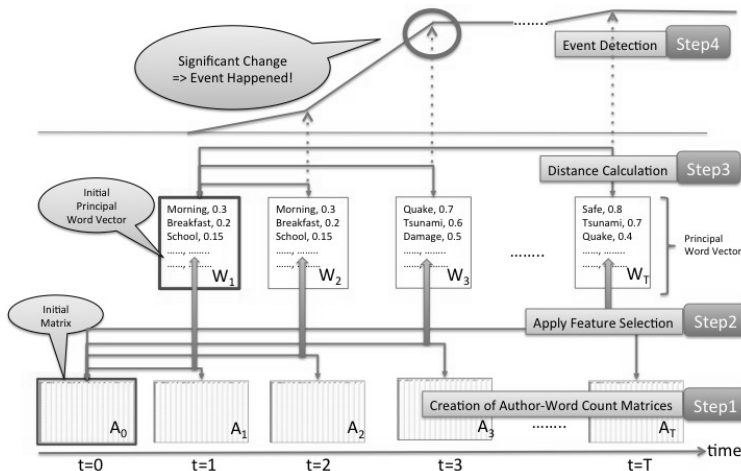 Significant Change
=> Event Happened!
........
Event Detection
Step4
Distance Calculation
Step3
Initial
Principal
Word Vector
Morning, 0.3
Breakfast, 0.2
School, 0.15
....., .......
....., .......
W1
Morning, 0.3
Breakfast, 0.2
School, 0.15
....., .......
....., .......
W2
Quake, 0.7
Tsunami, 0.6
Damage, 0.5
....., .......
....., .......
W3
........
Safe, 0.8
Tsunami, 0.7
Quake, 0.4
....., .......
....., .......
WT
Principal
Word Vector
Initial
Matrix
Apply Feature Selection
Step2
Creation of Author-Word Count Matrices
Step1
A0
A1
A2
A3
........
AT
time
t=0
t=1
t=2
t=3
t=T